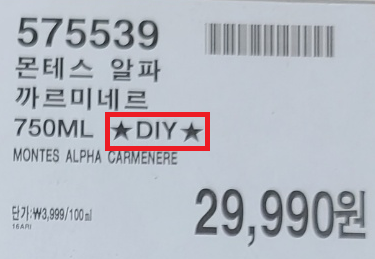 575539
몬테스 알파
까르미네르
750ML ★DIY★
MONTES ALPHA CARMENERE
단가:₩3,999/100㎖
16ARI
29,990원